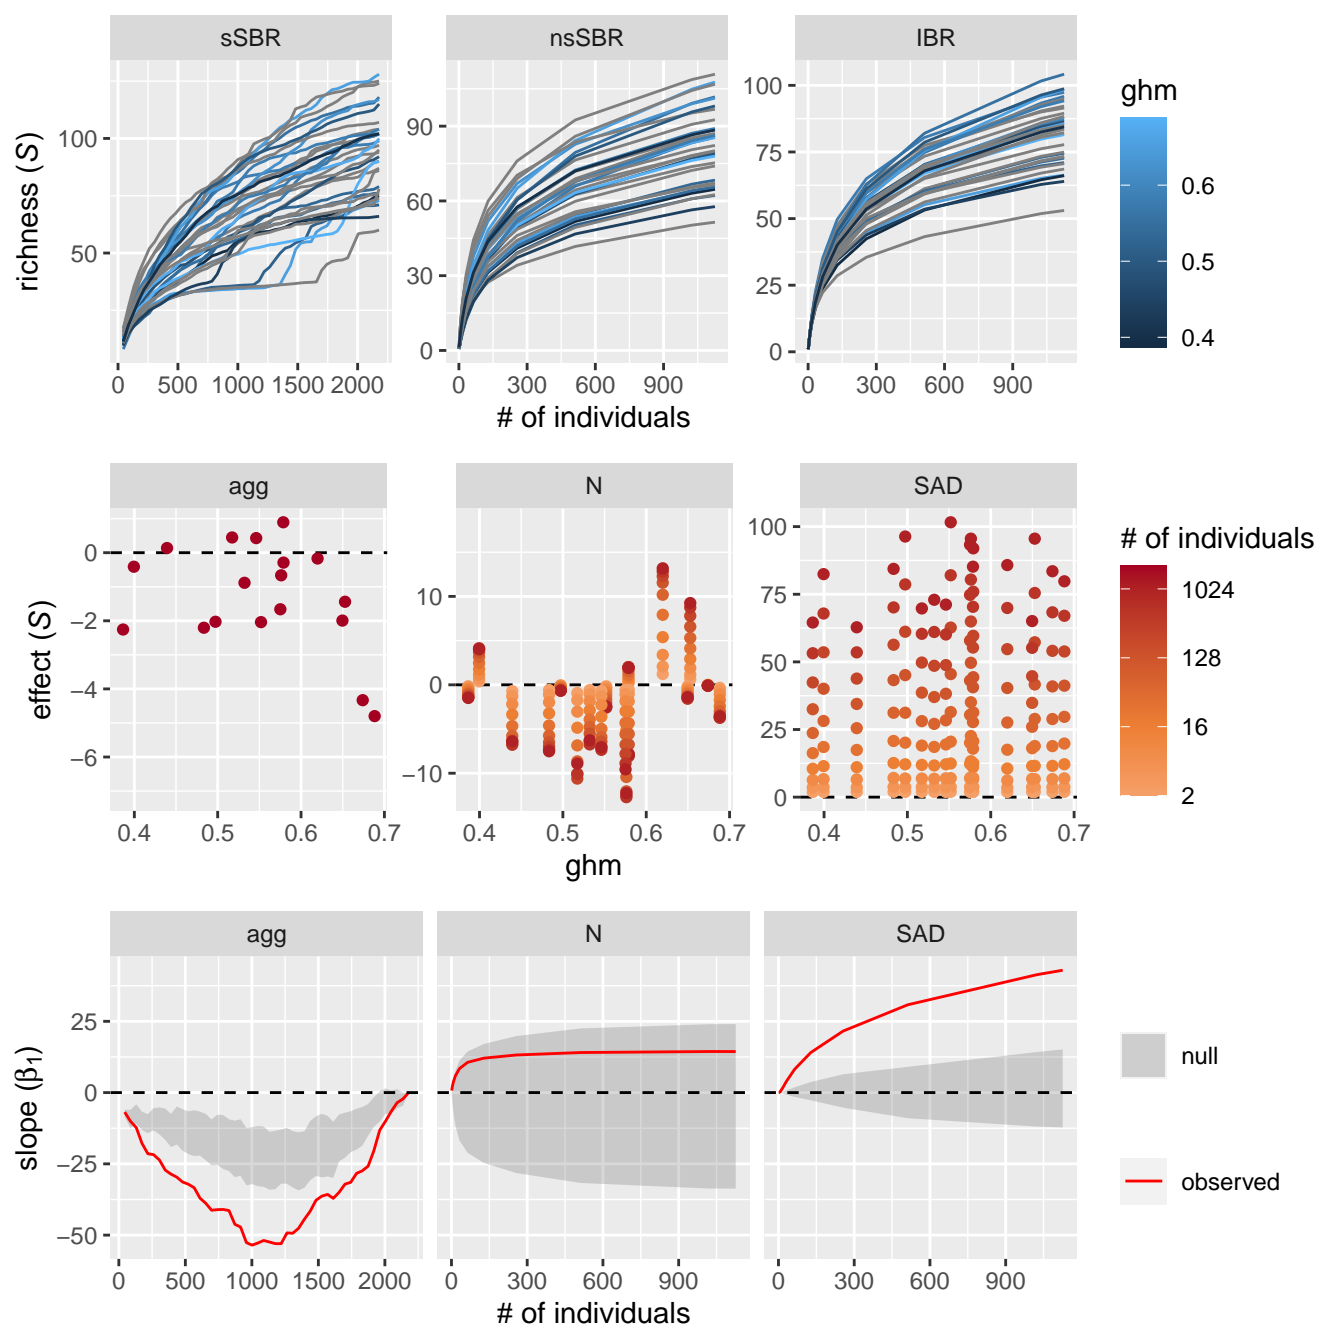 sSBR nsSBR IBR
richness (S)
100
50
90
60
30
0
100
75
50
25
0
0 500 1000 1500 2000
0 300 600 900
0 300 600 900
# of individuals
ghm
0.6
0.5
0.4
agg N SAD
effect (S)
0
−2
−4
−6
10
0
−10
100
75
50
25
0
0.4 0.5 0.6 0.7
0.4 0.5 0.6 0.7
0.4 0.5 0.6 0.7
ghm
# of individuals
1024
128
16
2
agg N SAD
slope (β₁)
25
0
−25
−50
0 500 1000 1500 2000
0 300 600 900
0 300 600 900
# of individuals
null
observed